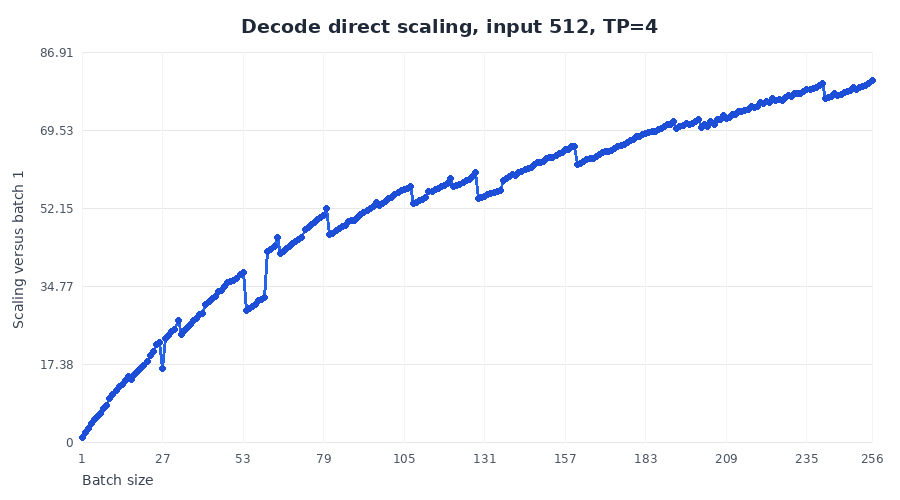 Decode direct scaling, input 512, TP=4
86.91
69.53
52.15
34.77
17.38
0
Scaling versus batch 1
1 27 53 79 105 131 157 183 209 235 256
Batch size